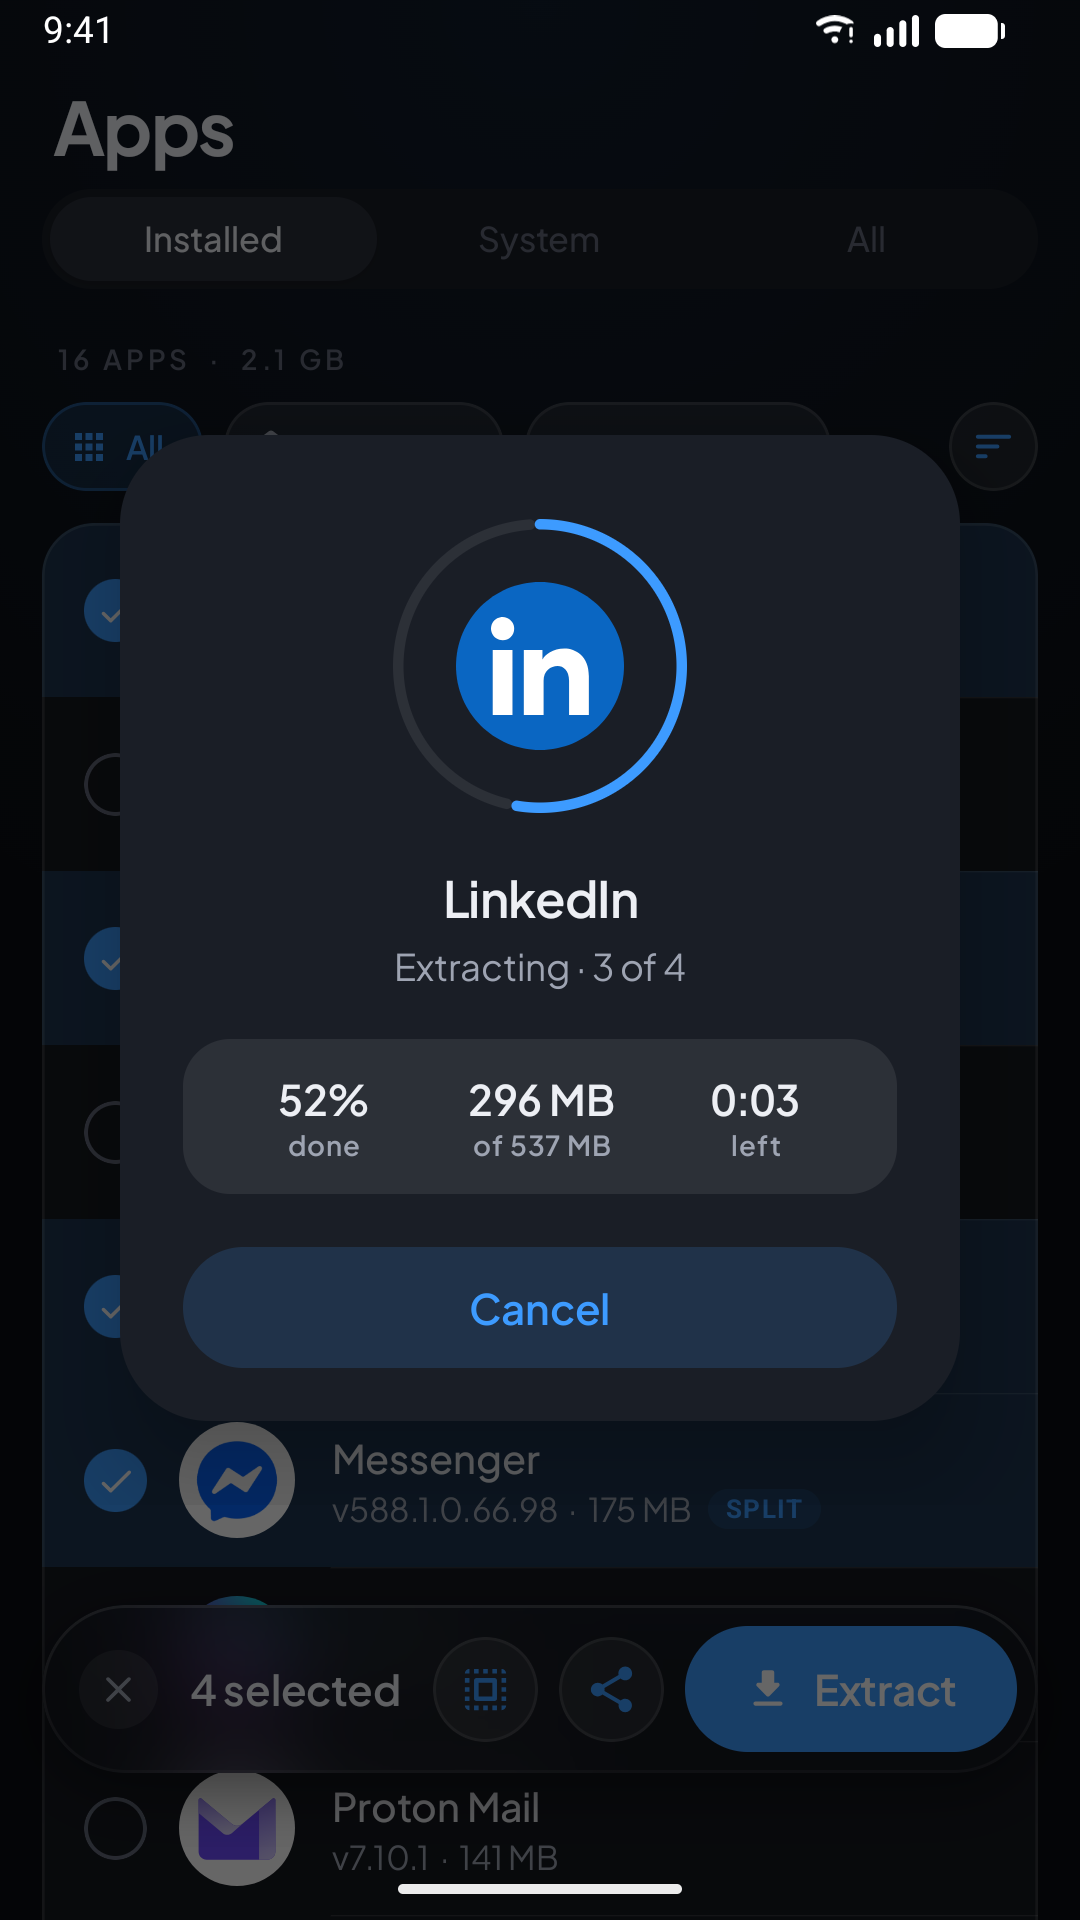 9:41
Apps
Installed
System
All
16 APPS · 2.1 GB
All
in
LinkedIn
Extracting · 3 of 4
52%
done
296 MB
of 537 MB
0:03
left
Cancel
Messenger
v588.1.0.66.98 · 175 MB SPLIT
4 selected
Extract
Proton Mail
v7.10.1 · 141 MB